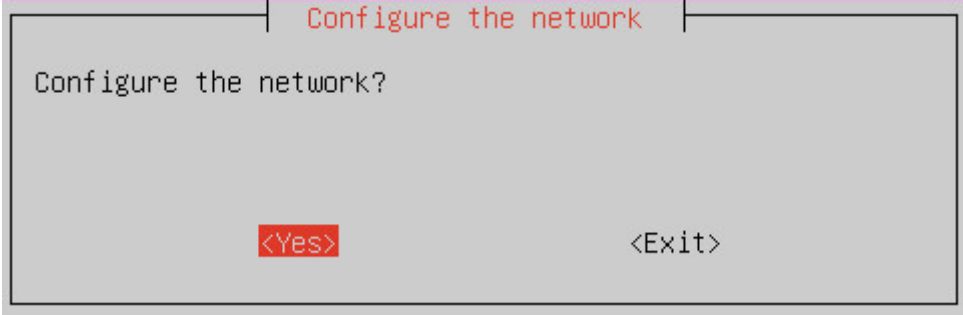 Configure the network
Configure the network?
<Yes> <Exit>